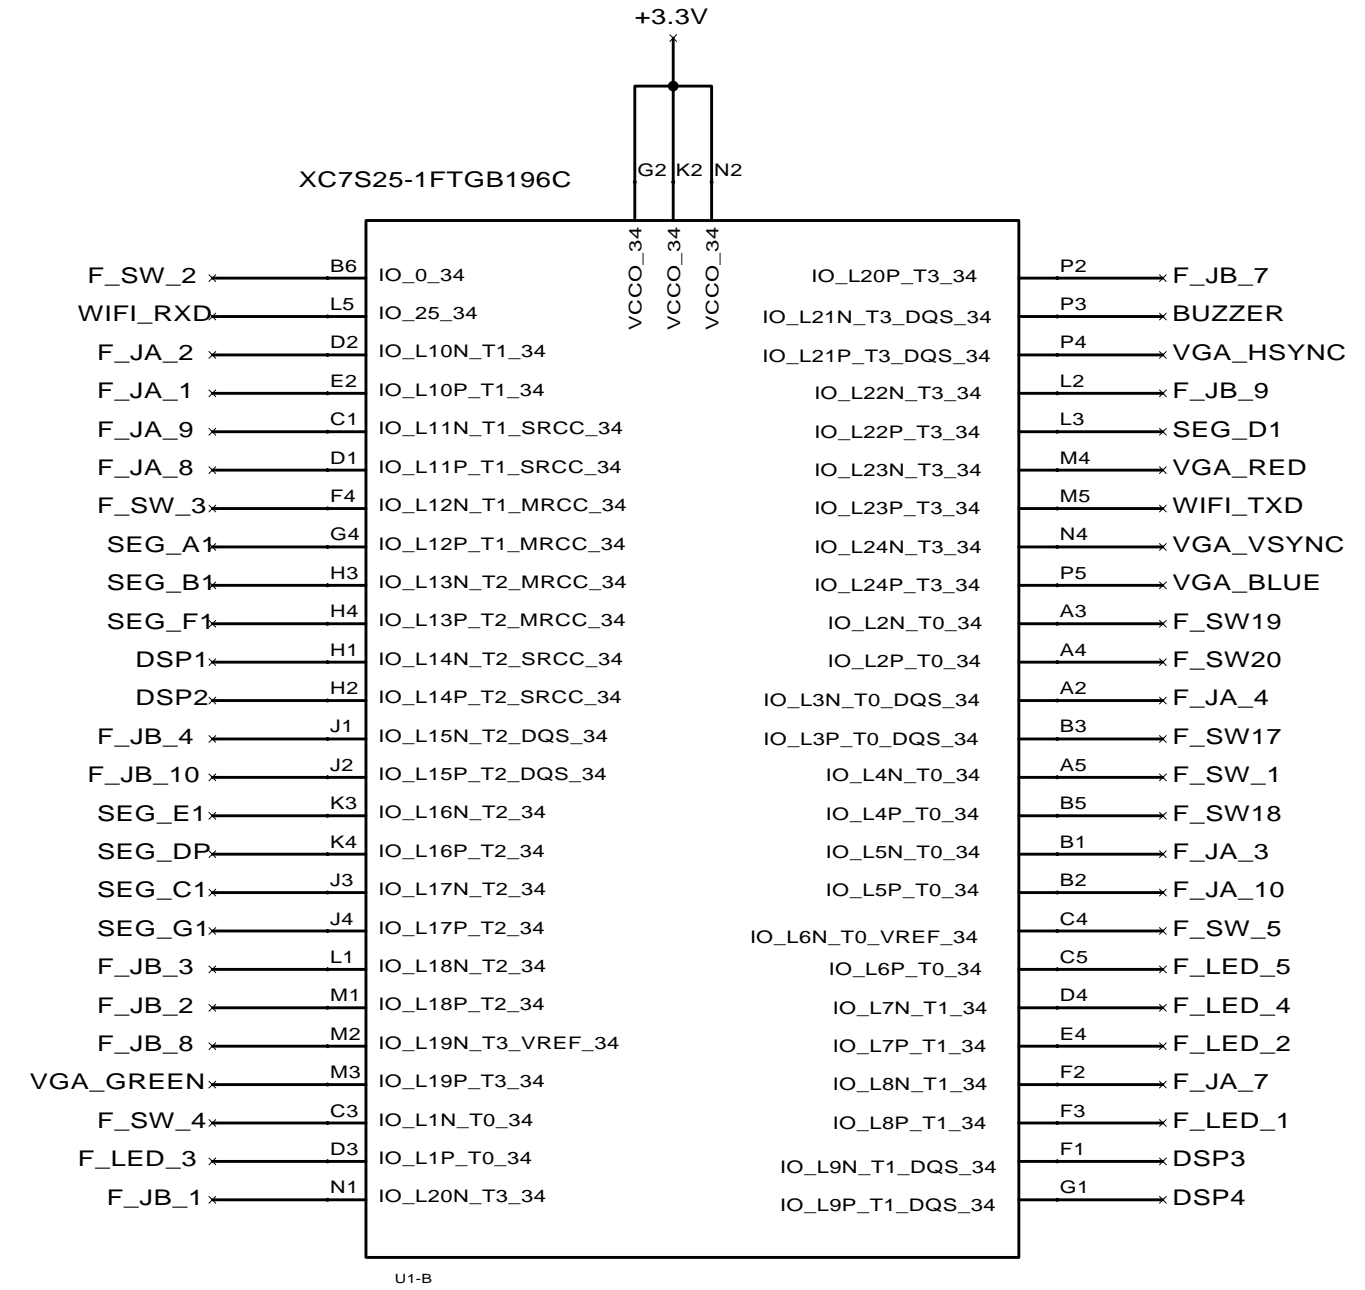 +3.3V
G2 K2 N2
XC7S25-1FTGB196C
VCCO_34 VCCO_34 VCCO_34
F_SW_2 B6 IO_0_34 IO_L20P_T3_34 P2 F_JB_7
WIFI_RXD L5 IO_25_34 IO_L21N_T3_DQS_34 P3 BUZZER
F_JA_2 D2 IO_L10N_T1_34 IO_L21P_T3_DQS_34 P4 VGA_HSYNC
F_JA_1 E2 IO_L10P_T1_34 IO_L22N_T3_34 L2 F_JB_9
F_JA_9 C1 IO_L11N_T1_SRCC_34 IO_L22P_T3_34 L3 SEG_D1
F_JA_8 D1 IO_L11P_T1_SRCC_34 IO_L23N_T3_34 M4 VGA_RED
F_SW_3 F4 IO_L12N_T1_MRCC_34 IO_L23P_T3_34 M5 WIFI_TXD
SEG_A1 G4 IO_L12P_T1_MRCC_34 IO_L24N_T3_34 N4 VGA_VSYNC
SEG_B1 H3 IO_L13N_T2_MRCC_34 IO_L24P_T3_34 P5 VGA_BLUE
SEG_F1 H4 IO_L13P_T2_MRCC_34 IO_L2N_T0_34 A3 F_SW19
DSP1 H1 IO_L14N_T2_SRCC_34 IO_L2P_T0_34 A4 F_SW20
DSP2 H2 IO_L14P_T2_SRCC_34 IO_L3N_T0_DQS_34 A2 F_JA_4
F_JB_4 J1 IO_L15N_T2_DQS_34 IO_L3P_T0_DQS_34 B3 F_SW17
F_JB_10 J2 IO_L15P_T2_DQS_34 IO_L4N_T0_34 A5 F_SW_1
SEG_E1 K3 IO_L16N_T2_34 IO_L4P_T0_34 B5 F_SW18
SEG_DP K4 IO_L16P_T2_34 IO_L5N_T0_34 B1 F_JA_3
SEG_C1 J3 IO_L17N_T2_34 IO_L5P_T0_34 B2 F_JA_10
SEG_G1 J4 IO_L17P_T2_34 IO_L6N_T0_VREF_34 C4 F_SW_5
F_JB_3 L1 IO_L18N_T2_34 IO_L6P_T0_34 C5 F_LED_5
F_JB_2 M1 IO_L18P_T2_34 IO_L7N_T1_34 D4 F_LED_4
F_JB_8 M2 IO_L19N_T3_VREF_34 IO_L7P_T1_34 E4 F_LED_2
VGA_GREEN M3 IO_L19P_T3_34 IO_L8N_T1_34 F2 F_JA_7
F_SW_4 C3 IO_L1N_T0_34 IO_L8P_T1_34 F3 F_LED_1
F_LED_3 D3 IO_L1P_T0_34 IO_L9N_T1_DQS_34 F1 DSP3
F_JB_1 N1 IO_L20N_T3_34 IO_L9P_T1_DQS_34 G1 DSP4
U1-B